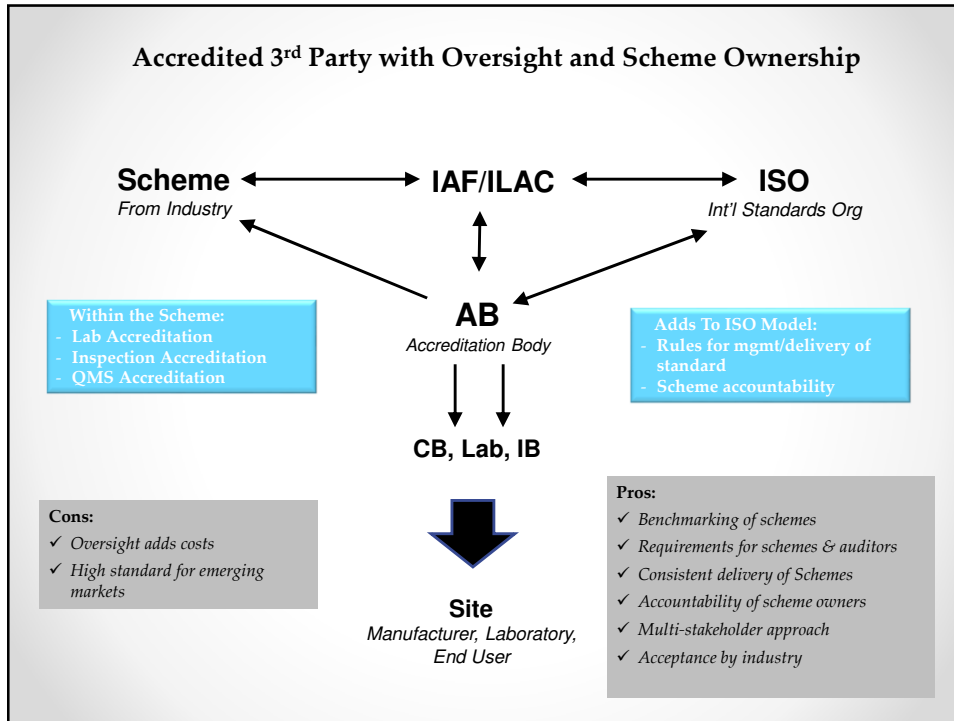 Accredited 3rd Party with Oversight and Scheme Ownership
Scheme
From Industry
IAF/ILAC
ISO
Int'l Standards Org
AB
Accreditation Body
Within the Scheme:
- Lab Accreditation
- Inspection Accreditation
- QMS Accreditation
Adds To ISO Model:
- Rules for mgmt/delivery of
standard
- Scheme accountability
CB, Lab, IB
Cons:
✓ Oversight adds costs
✓ High standard for emerging
markets
Pros:
✓ Benchmarking of schemes
✓ Requirements for schemes & auditors
✓ Consistent delivery of Schemes
✓ Accountability of scheme owners
✓ Multi-stakeholder approach
✓ Acceptance by industry
Site
Manufacturer, Laboratory,
End User